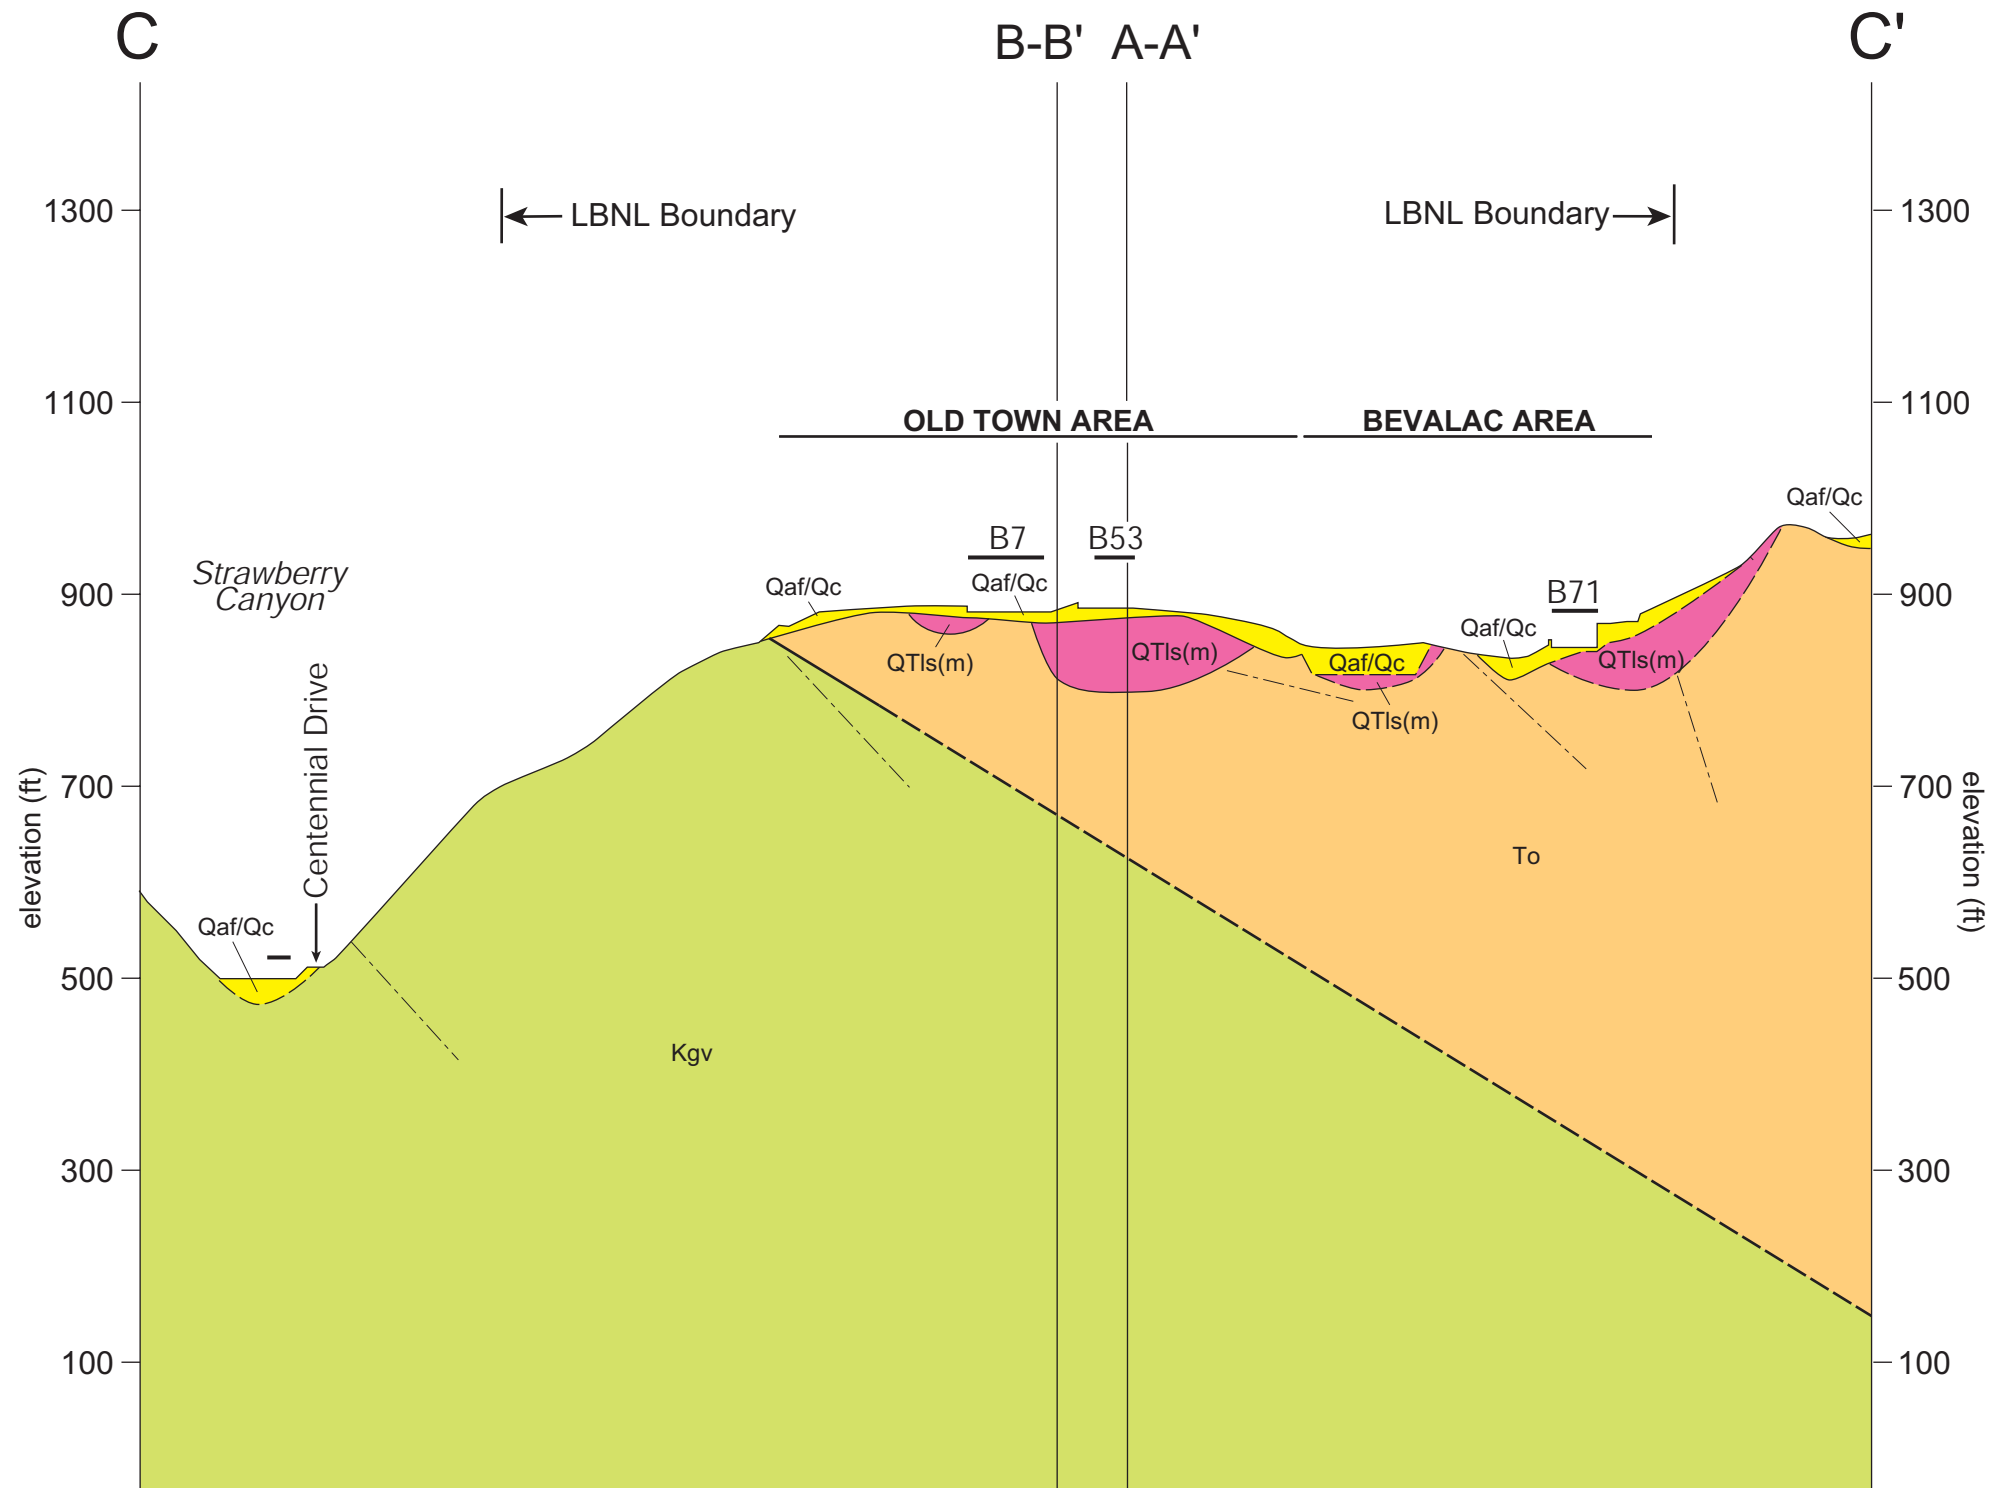 C
B-B' A-A'
C'
1300
LBNL Boundary
LBNL Boundary
1300
1100
OLD TOWN AREA
BEVALAC AREA
1100
Qaf/Qc
B7
B53
Strawberry
Canyon
900
Qaf/Qc
Qaf/Qc
B71
900
Qaf/Qc
QTls(m)
QTls(m)
Qaf/Qc
QTls(m)
QTls(m)
Centennial Drive
elevation (ft)
700
700
elevation (ft)
To
Qaf/Qc
500
500
Kgv
300
300
100
100